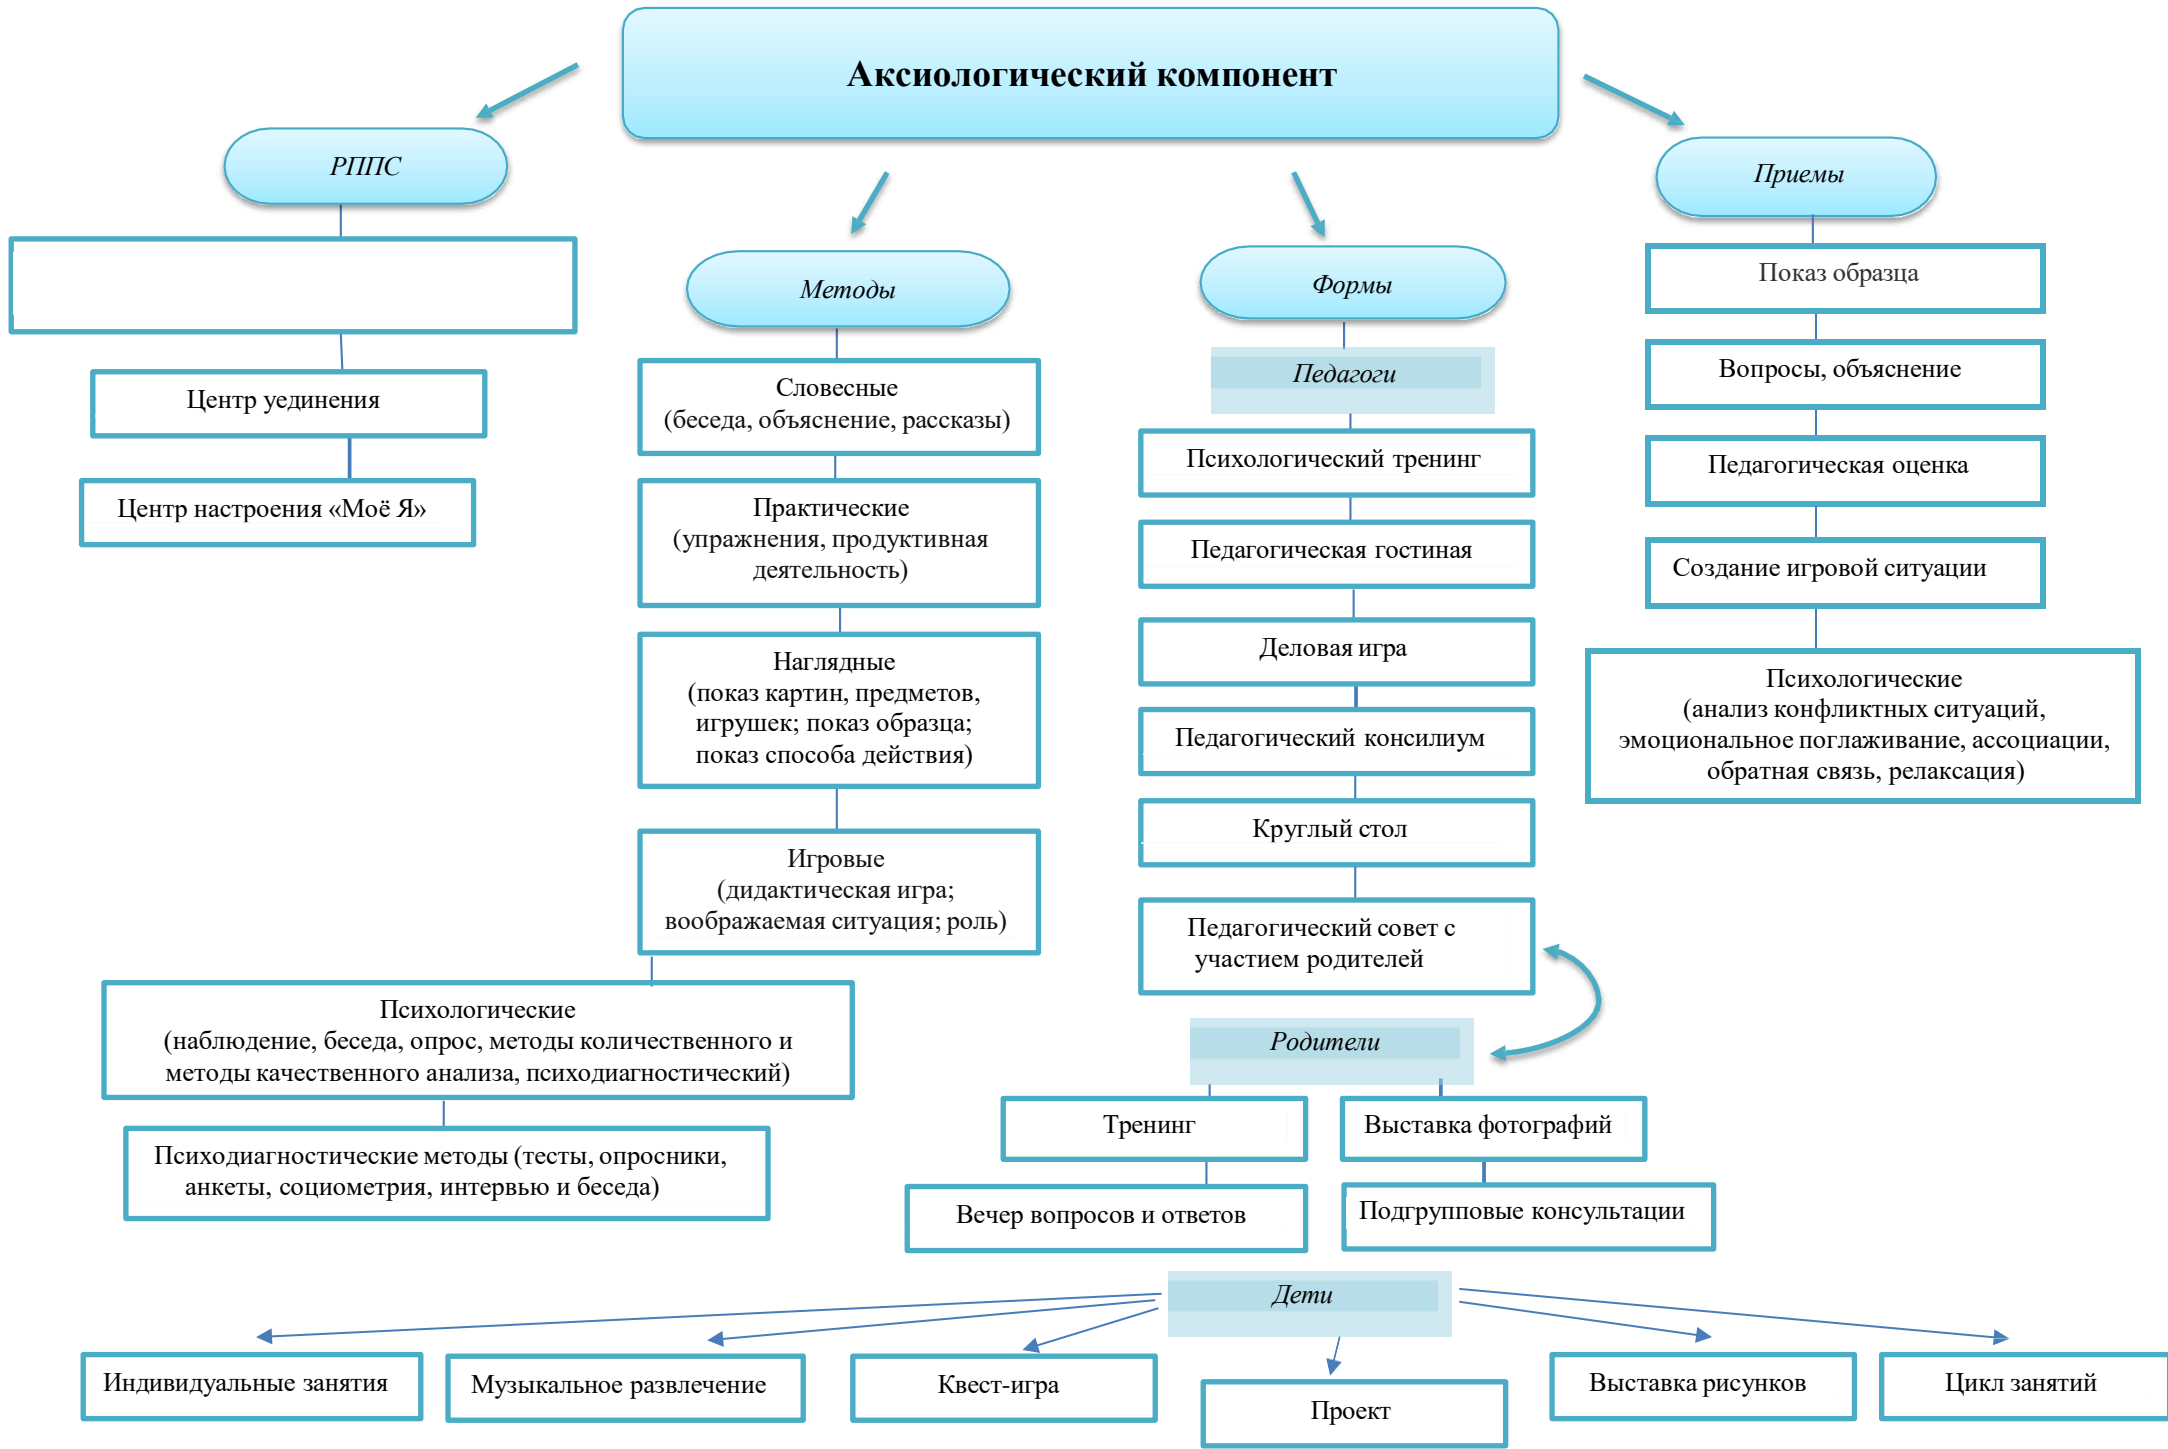 Аксиологический компонент
РППС
Центр уединения
Центр настроения «Моё Я»
Методы
Словесные
(беседа, объяснение, рассказы)
Практические
(упражнения, продуктивная
деятельность)
Наглядные
(показ картин, предметов,
игрушек; показ образца;
показ способа действия)
Игровые
(дидактическая игра;
воображаемая ситуация; роль)
Психологические
(наблюдение, беседа, опрос, методы количественного и
методы качественного анализа, психодиагностический)
Психодиагностические методы (тесты, опросники,
анкеты, социометрия, интервью и беседа)
Формы
Педагоги
Психологический тренинг
Педагогическая гостиная
Деловая игра
Педагогический консилиум
Круглый стол
Педагогический совет с
участием родителей
Родители
Тренинг
Выставка фотографий
Вечер вопросов и ответов
Подгрупповые консультации
Приемы
Показ образца
Вопросы, объяснение
Педагогическая оценка
Создание игровой ситуации
Психологические
(анализ конфликтных ситуаций,
эмоциональное поглаживание, ассоциации,
обратная связь, релаксация)
Дети
Индивидуальные занятия
Музыкальное развлечение
Квест-игра
Проект
Выставка рисунков
Цикл занятий